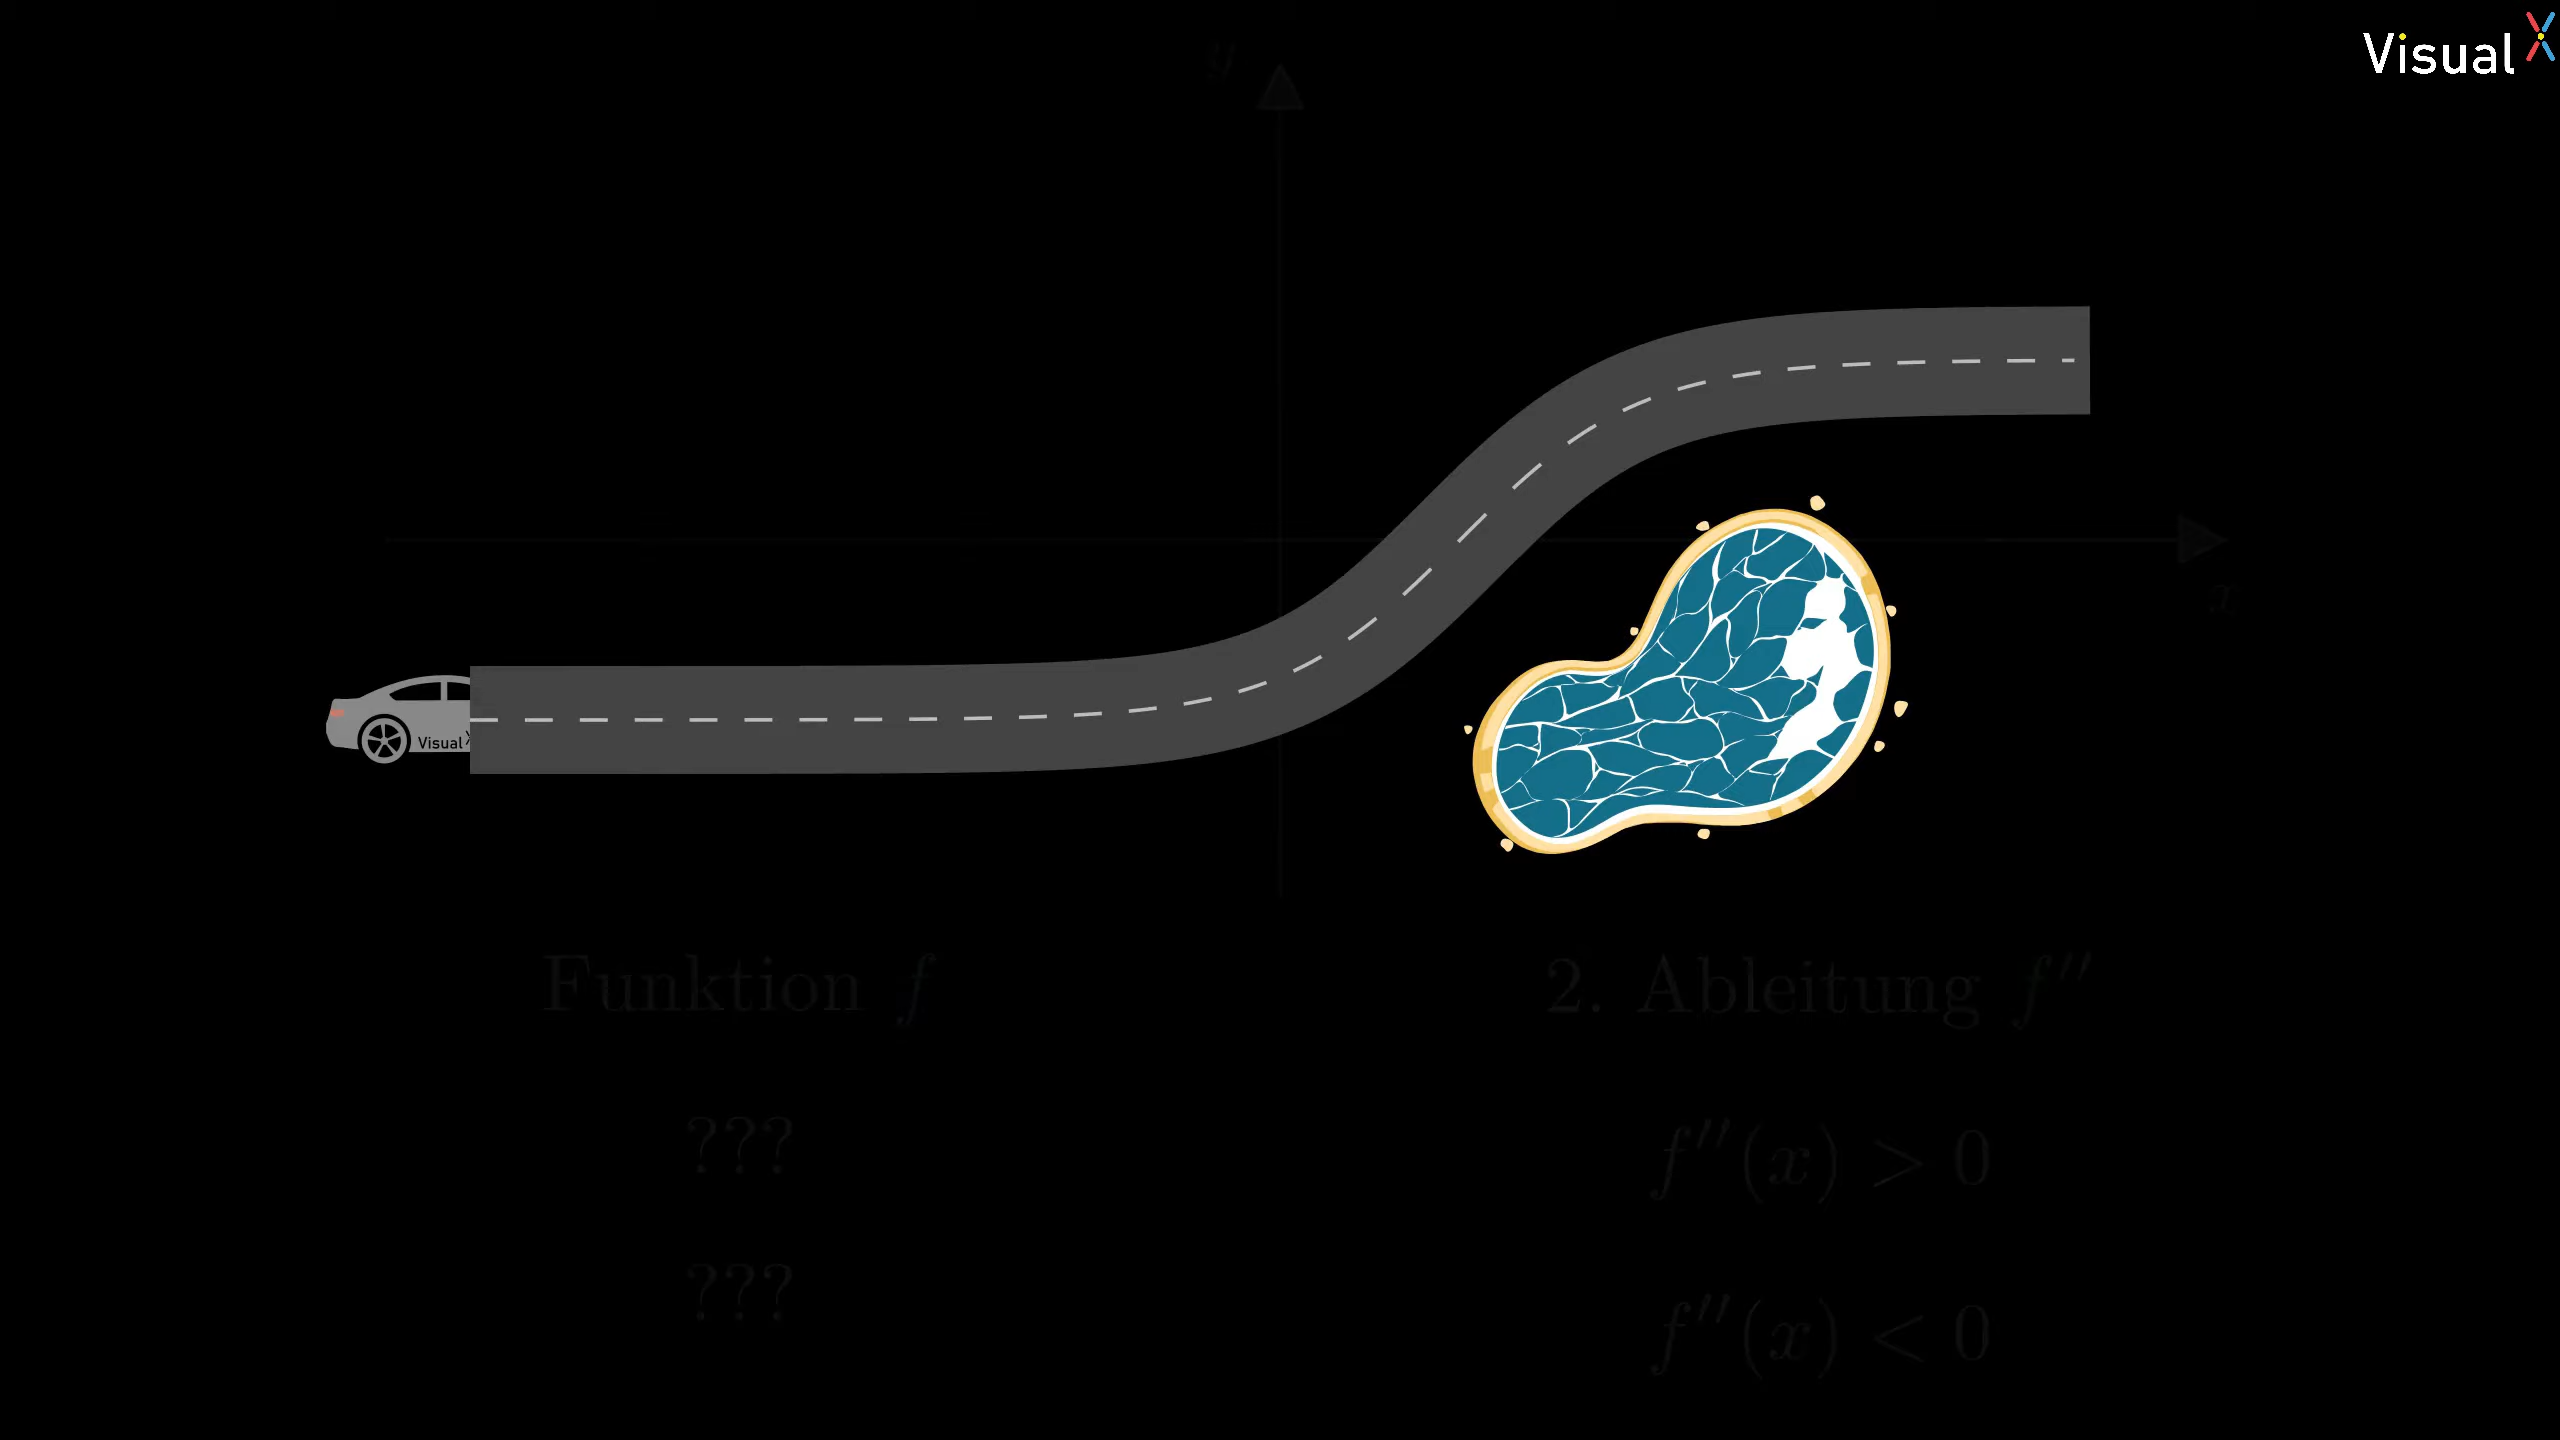 Visual X
y
x
Visual
Funktion f
2. Ableitung f''
???
f''(x) > 0
???
f''(x) < 0